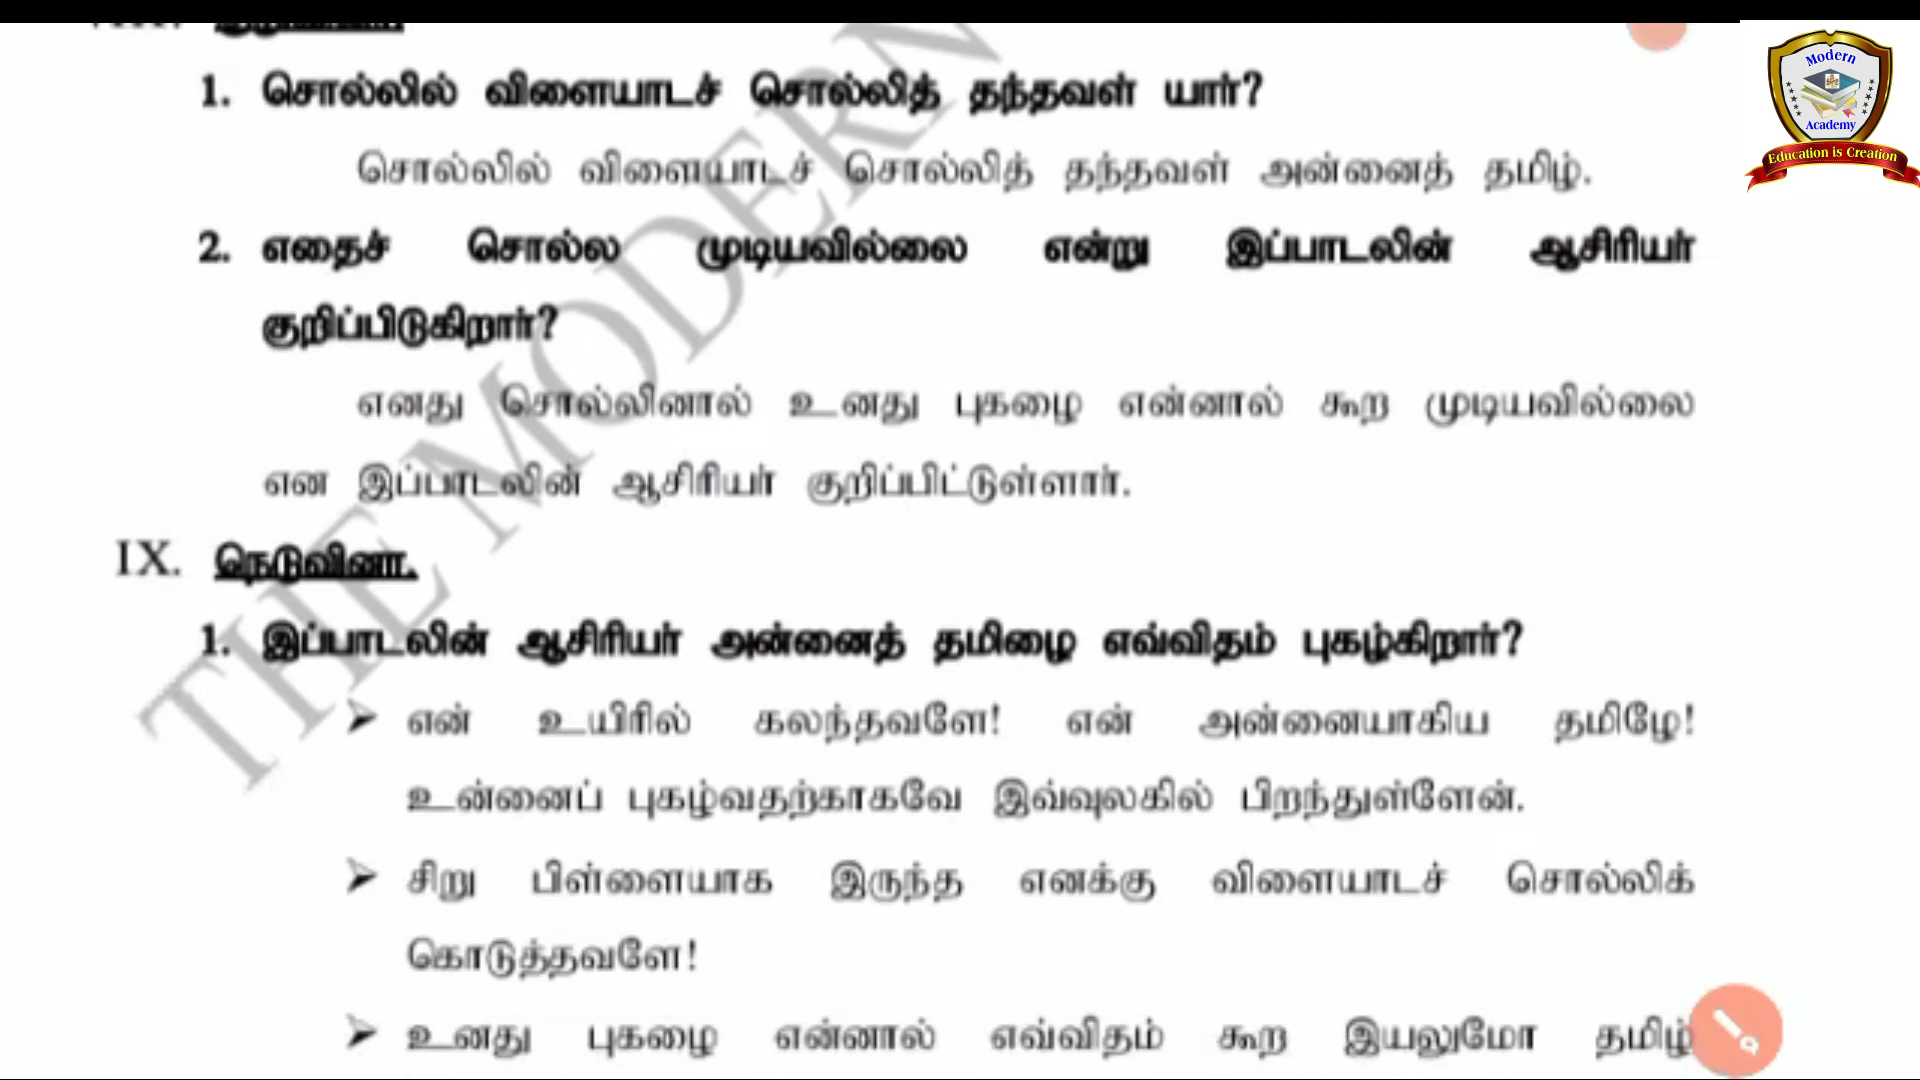 Modern
Academy
Education is Creation
1. சொல்லில் விளையாடச் சொல்லித் தந்தவள் யார்?
சொல்லில் விளையாடச் சொல்லித் தந்தவள் அன்னைத் தமிழ்.
2. எதைச் சொல்ல முடியவில்லை என்று இப்பாடலின் ஆசிரியர்
குறிப்பிடுகிறார்?
எனது சொல்லினால் உனது புகழை என்னால் கூற முடியவில்லை
என இப்பாடலின் ஆசிரியர் குறிப்பிட்டுள்ளார்.
IX. நெடுவினா.
1. இப்பாடலின் ஆசிரியர் அன்னைத் தமிழை எவ்விதம் புகழ்கிறார்?
➤ என் உயிரில் கலந்தவளே! என் அன்னையாகிய தமிழே!
உன்னைப் புகழ்வதற்காகவே இவ்வுலகில் பிறந்துள்ளேன்.
➤ சிறு பிள்ளையாக இருந்த எனக்கு விளையாடச் சொல்லிக்
கொடுத்தவளே!
➤ உனது புகழை என்னால் எவ்விதம் கூற இயலுமோ தமிழ்
THE MODERN